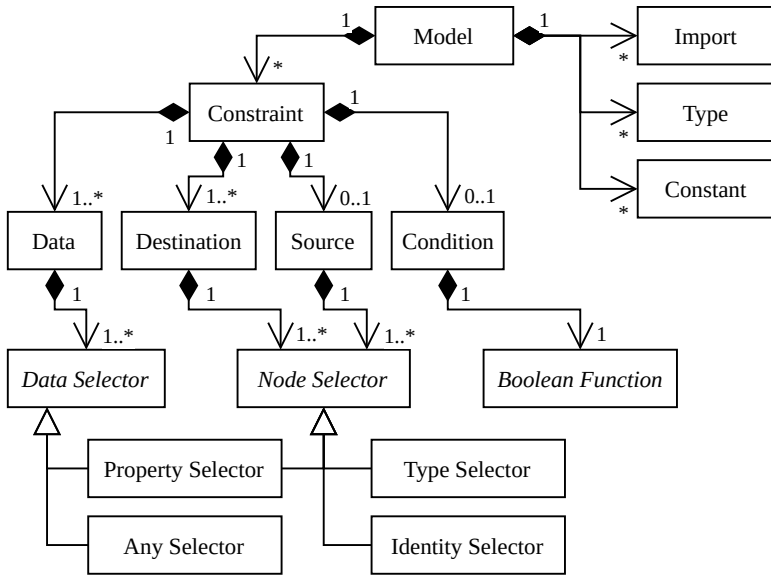 1 Model 1 Import
* *
Constraint 1 Type
1 1 1 *
1..* 1..* 0..1 0..1 Constant
*
Data Destination Source Condition
1 1 1 1
1..* 1..* 1..* 1
Data Selector Node Selector Boolean Function
Property Selector Type Selector
Any Selector Identity Selector